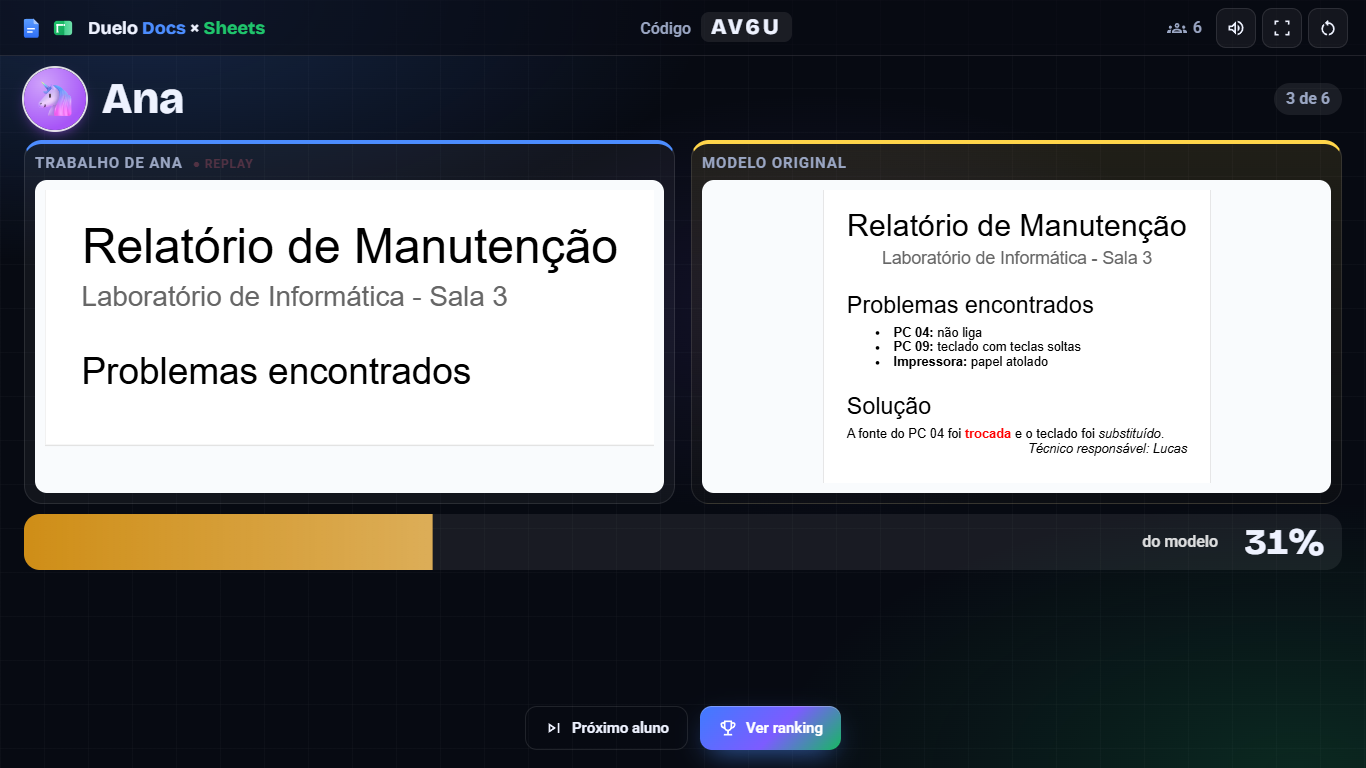 Duelo Docs × Sheets
Código AV6U
6
Ana
3 de 6
TRABALHO DE ANA • REPLAY
Relatório de Manutenção
Laboratório de Informática - Sala 3
Problemas encontrados
MODELO ORIGINAL
Relatório de Manutenção
Laboratório de Informática - Sala 3
Problemas encontrados
• PC 04: não liga
• PC 09: teclado com teclas soltas
• Impressora: papel atolado
Solução
A fonte do PC 04 foi trocada e o teclado foi substituído.
Técnico responsável: Lucas
do modelo 31%
Próximo aluno
Ver ranking